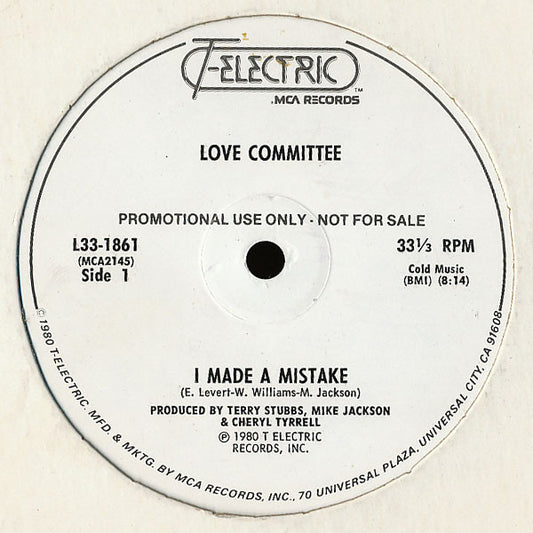 T-ELECTRIC™
MCA RECORDS
LOVE COMMITTEE
PROMOTIONAL USE ONLY - NOT FOR SALE
L33-1861
(MCA2145)
Side 1
33⅓ RPM
Cold Music
(BMI) (8:14)
I MADE A MISTAKE
(E. Levert-W. Williams-M. Jackson)
PRODUCED BY TERRY STUBBS, MIKE JACKSON
& CHERYL TYRRELL
℗ 1980 T ELECTRIC
RECORDS, INC.
©1980 T-ELECTRIC. MFD. & MKTG. BY MCA RECORDS, INC., 70 UNIVERSAL PLAZA, UNIVERSAL CITY, CA 91608